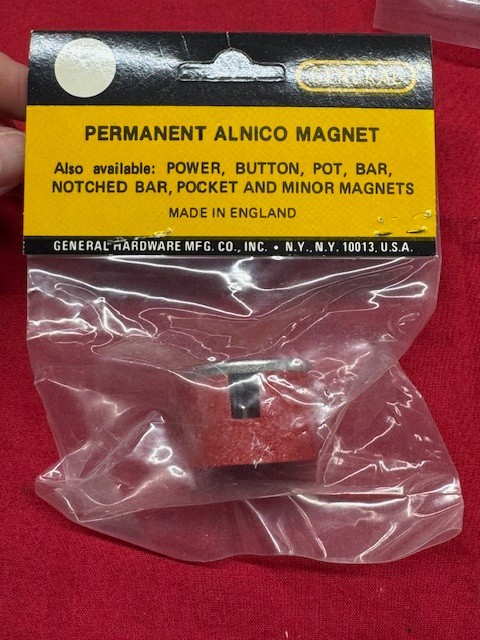 GENERAL
PERMANENT ALNICO MAGNET
Also available: POWER, BUTTON, POT, BAR,
NOTCHED BAR, POCKET AND MINOR MAGNETS
MADE IN ENGLAND
GENERAL HARDWARE MFG. CO., INC. • N.Y., N.Y. 10013, U.S.A.